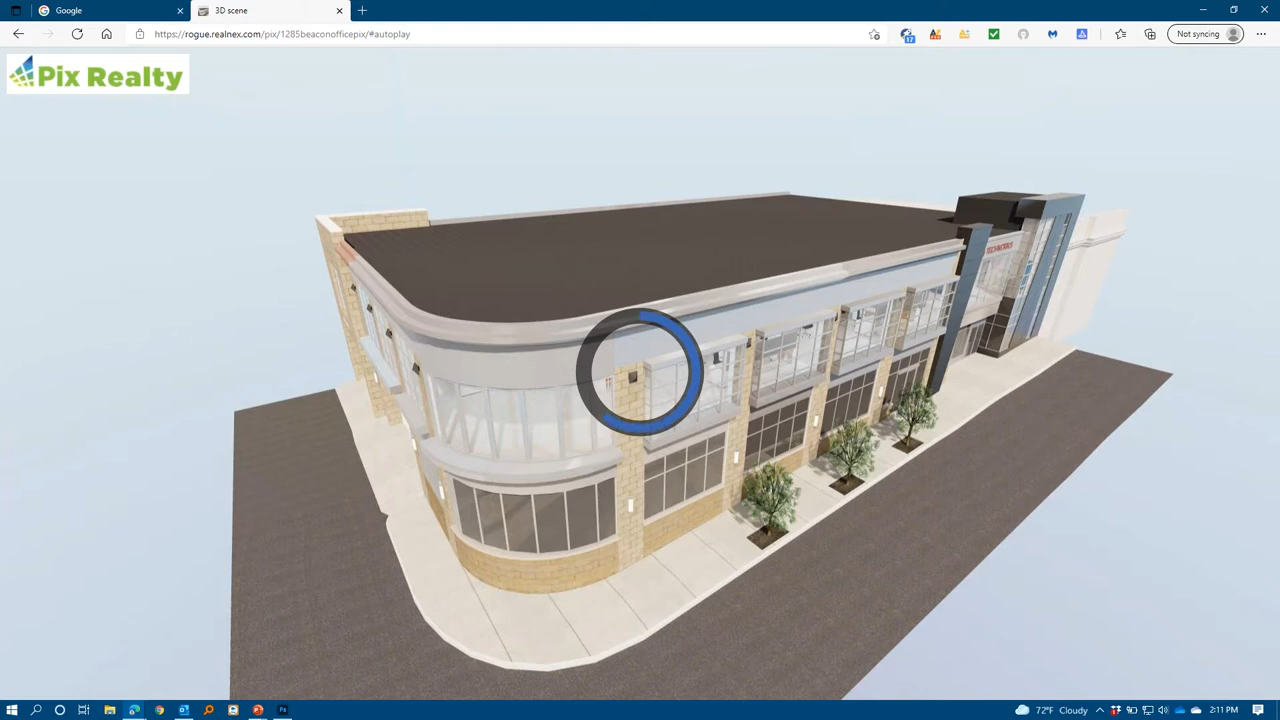 Google
3D scene
https://rogue.realnex.com/pix/1285beaconofficepix/#autoplay
17
Not syncing
Pix Realty
72°F Cloudy
2:11 PM